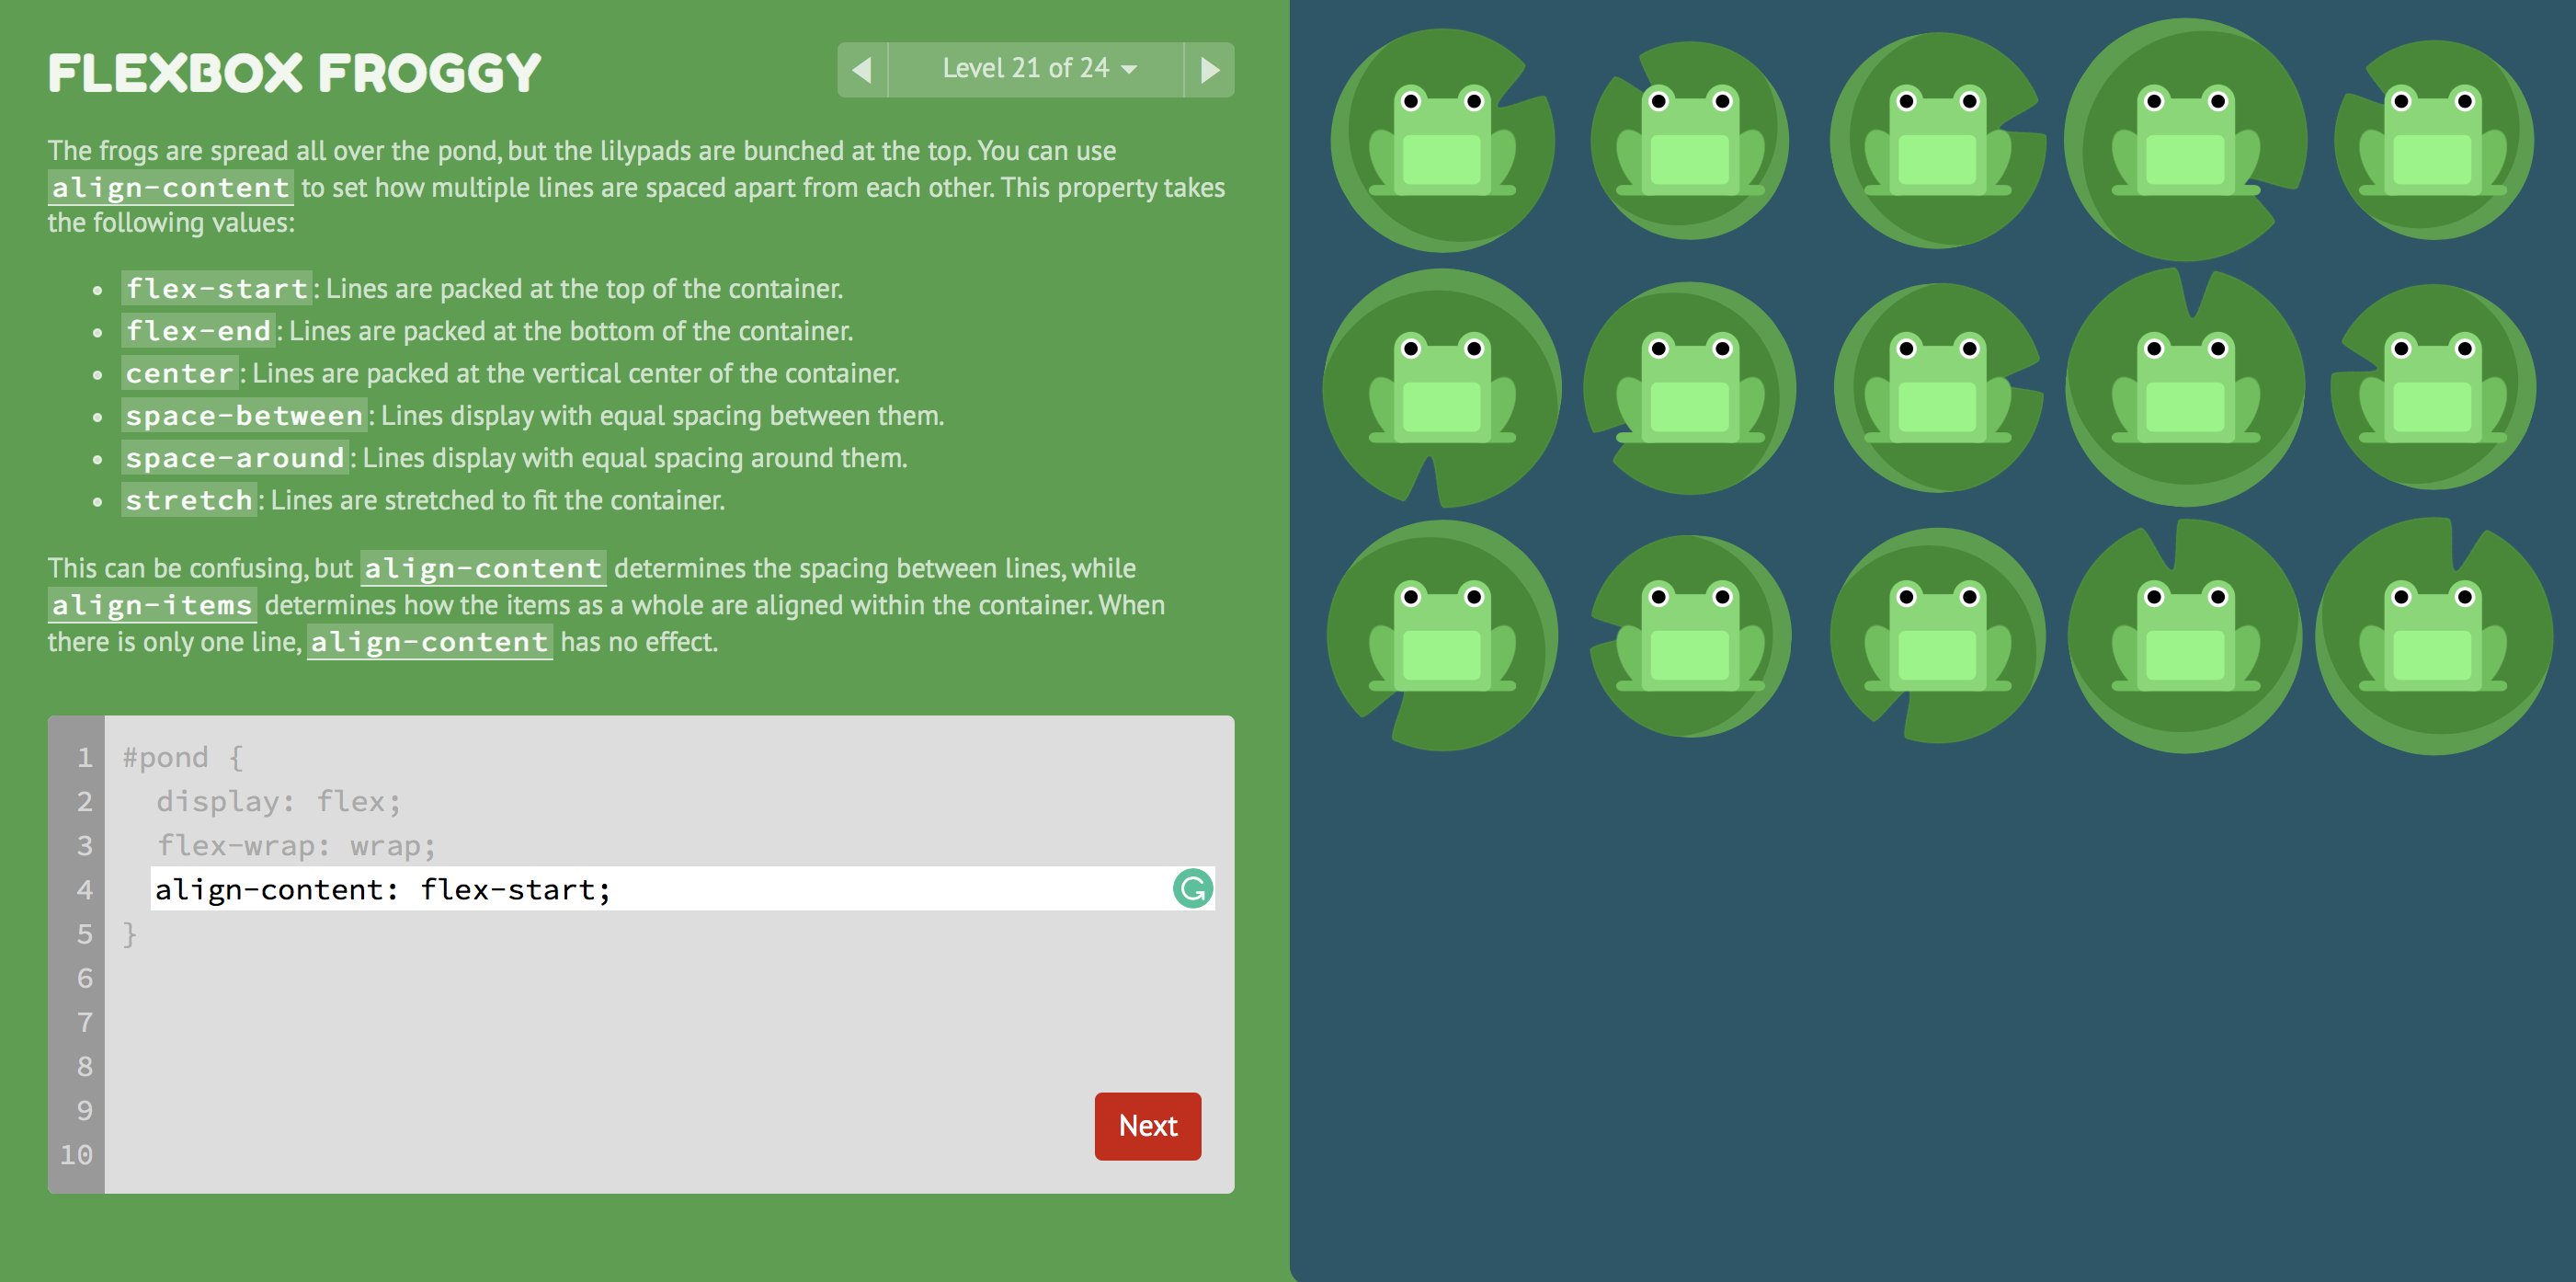 FLEXBOX FROGGY
Level 21 of 24
The frogs are spread all over the pond, but the lilypads are bunched at the top. You can use
align-content to set how multiple lines are spaced apart from each other. This property takes
the following values:
flex-start: Lines are packed at the top of the container.
flex-end: Lines are packed at the bottom of the container.
center: Lines are packed at the vertical center of the container.
space-between: Lines display with equal spacing between them.
space-around: Lines display with equal spacing around them.
stretch: Lines are stretched to fit the container.
This can be confusing, but align-content determines the spacing between lines, while
align-items determines how the items as a whole are aligned within the container. When
there is only one line, align-content has no effect.
1 #pond {
2 display: flex;
3 flex-wrap: wrap;
4 align-content: flex-start;
5 }
6
7
8
9
10
Next